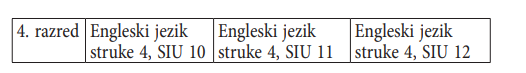 4. razred Engleski jezik Engleski jezik Engleski jezik
struke 4, SIU 10 struke 4, SIU 11 struke 4, SIU 12